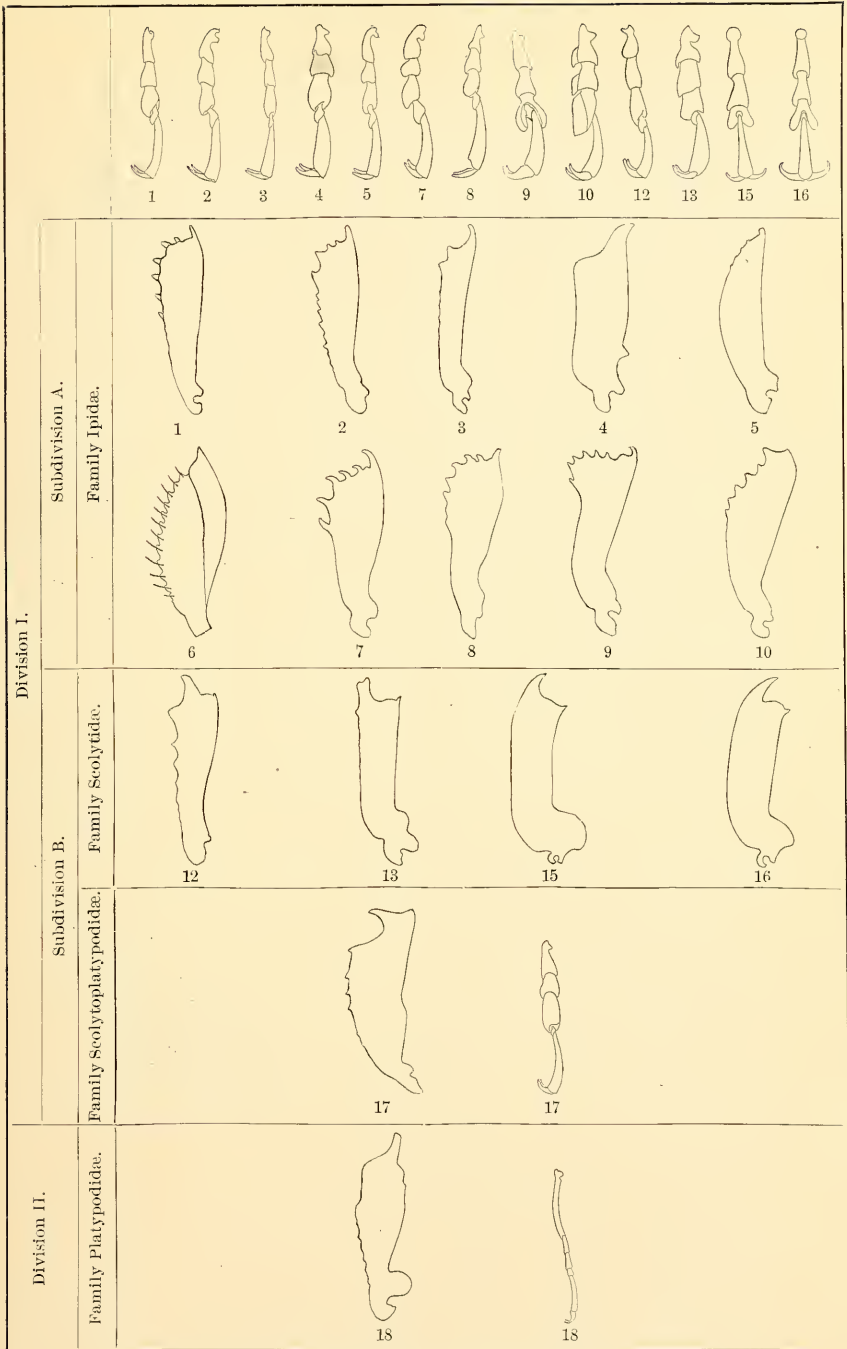 1 2 3 4 5 7 8 9 10 12 13 15 16
Division I.
Subdivision A.
Family Ipidæ.
1 2 3 4 5
6 7 8 9 10
Subdivision B.
Family Scolytidæ.
12 13 15 16
Family Scolytoplatypodidæ.
17 17
Division II.
Family Platypodidæ.
18 18